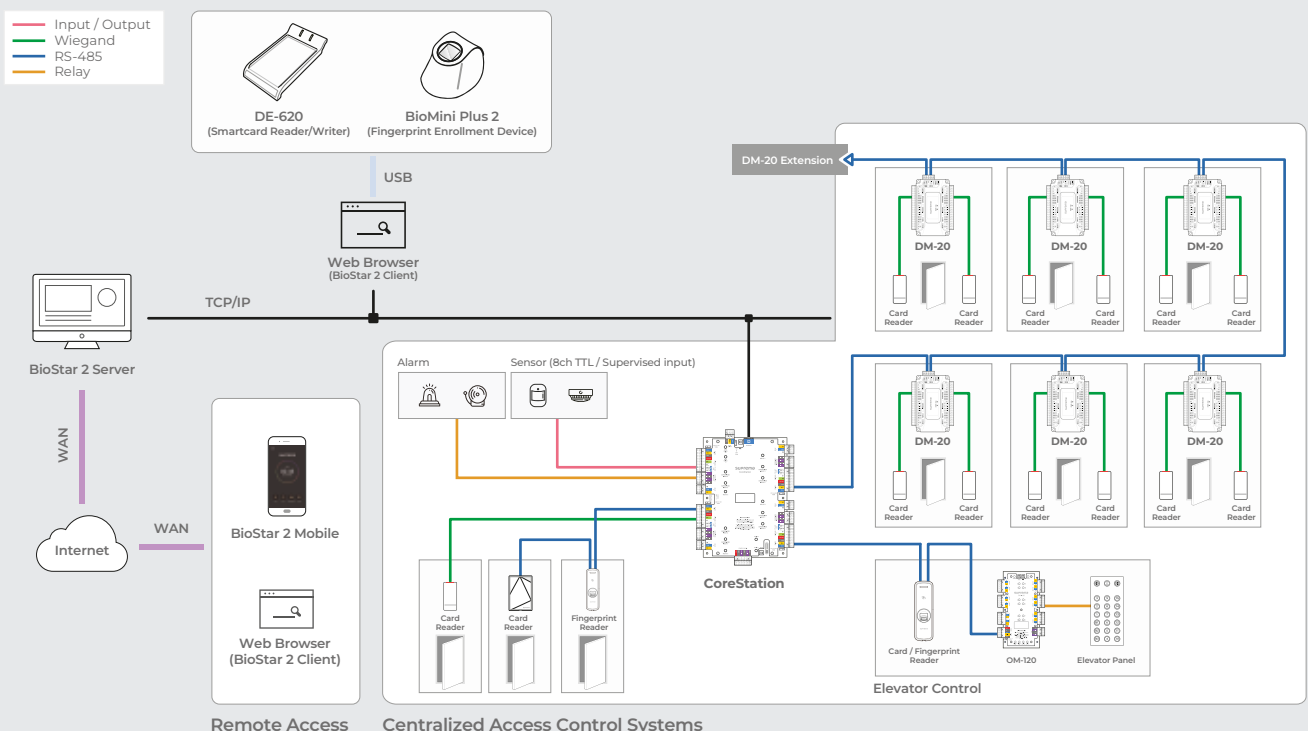 Input / Output
Wiegand
RS-485
Relay
DE-620
(Smartcard Reader/Writer)
BioMini Plus 2
(Fingerprint Enrollment Device)
USB
Web Browser
(BioStar 2 Client)
TCP/IP
BioStar 2 Server
WAN
Internet
WAN
BioStar 2 Mobile
Web Browser
(BioStar 2 Client)
Remote Access
DM-20 Extension
DM-20
DM-20
DM-20
Card
Reader
Card
Reader
Card
Reader
Card
Reader
Card
Reader
Card
Reader
DM-20
DM-20
DM-20
Card
Reader
Card
Reader
Card
Reader
Card
Reader
Card
Reader
Card
Reader
Alarm
Sensor (8ch TTL / Supervised input)
CoreStation
Card
Reader
Card
Reader
Fingerprint
Reader
Card / Fingerprint
Reader
OM-120
Elevator Panel
Elevator Control
Centralized Access Control Systems